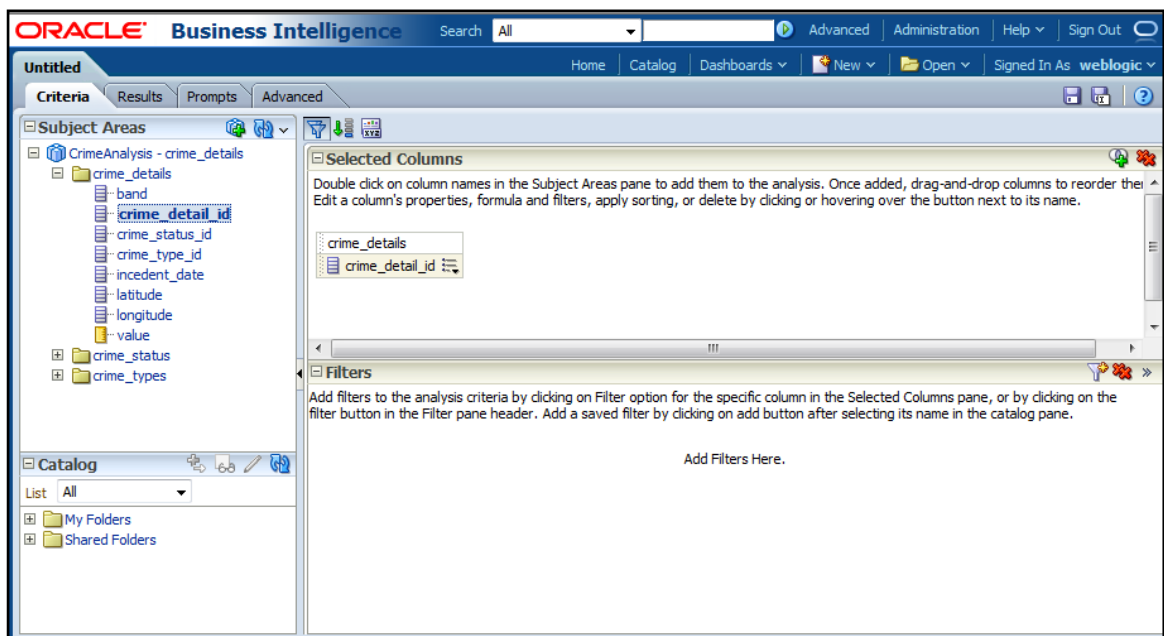 ORACLE Business Intelligence Search All Advanced Administration Help Sign Out
Untitled Home Catalog Dashboards New Open Signed In As weblogic
Criteria Results Prompts Advanced
Subject Areas
CrimeAnalysis - crime_details
crime_details
band
crime_detail_id
crime_status_id
crime_type_id
incedent_date
latitude
longitude
value
crime_status
crime_types
Catalog
List All
My Folders
Shared Folders
Selected Columns
Double click on column names in the Subject Areas pane to add them to the analysis. Once added, drag-and-drop columns to reorder
Edit a column's properties, formula and filters, apply sorting, or delete by clicking or hovering over the button next to its name.
crime_details
crime_detail_id
Filters
Add filters to the analysis criteria by clicking on Filter option for the specific column in the Selected Columns pane, or by clicking on the
filter button in the Filter pane header. Add a saved filter by clicking on add button after selecting its name in the catalog pane.
Add Filters Here.